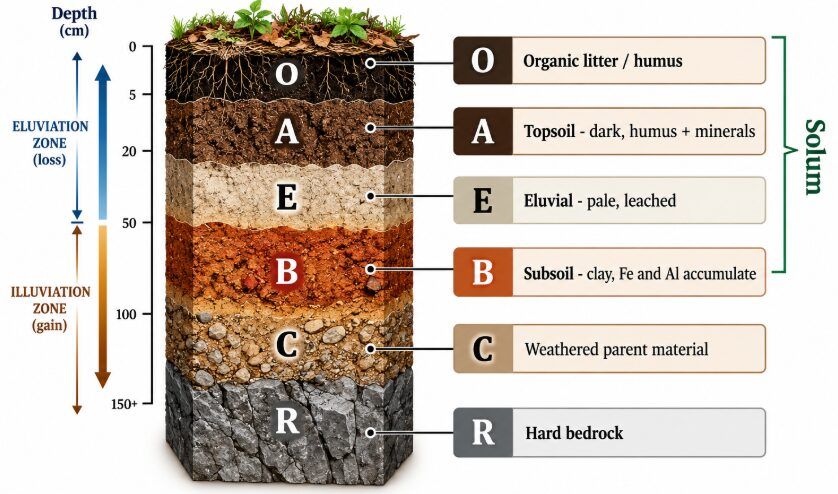 Depth
(cm)
0
5
20
50
100
150+
ELUVIATION
ZONE
(loss)
ILLUVIATION
ZONE
(gain)
O
A
E
B
C
R
O Organic litter / humus
A Topsoil - dark, humus + minerals
E Eluvial - pale, leached
B Subsoil - clay, Fe and Al accumulate
C Weathered parent material
R Hard bedrock
Solum